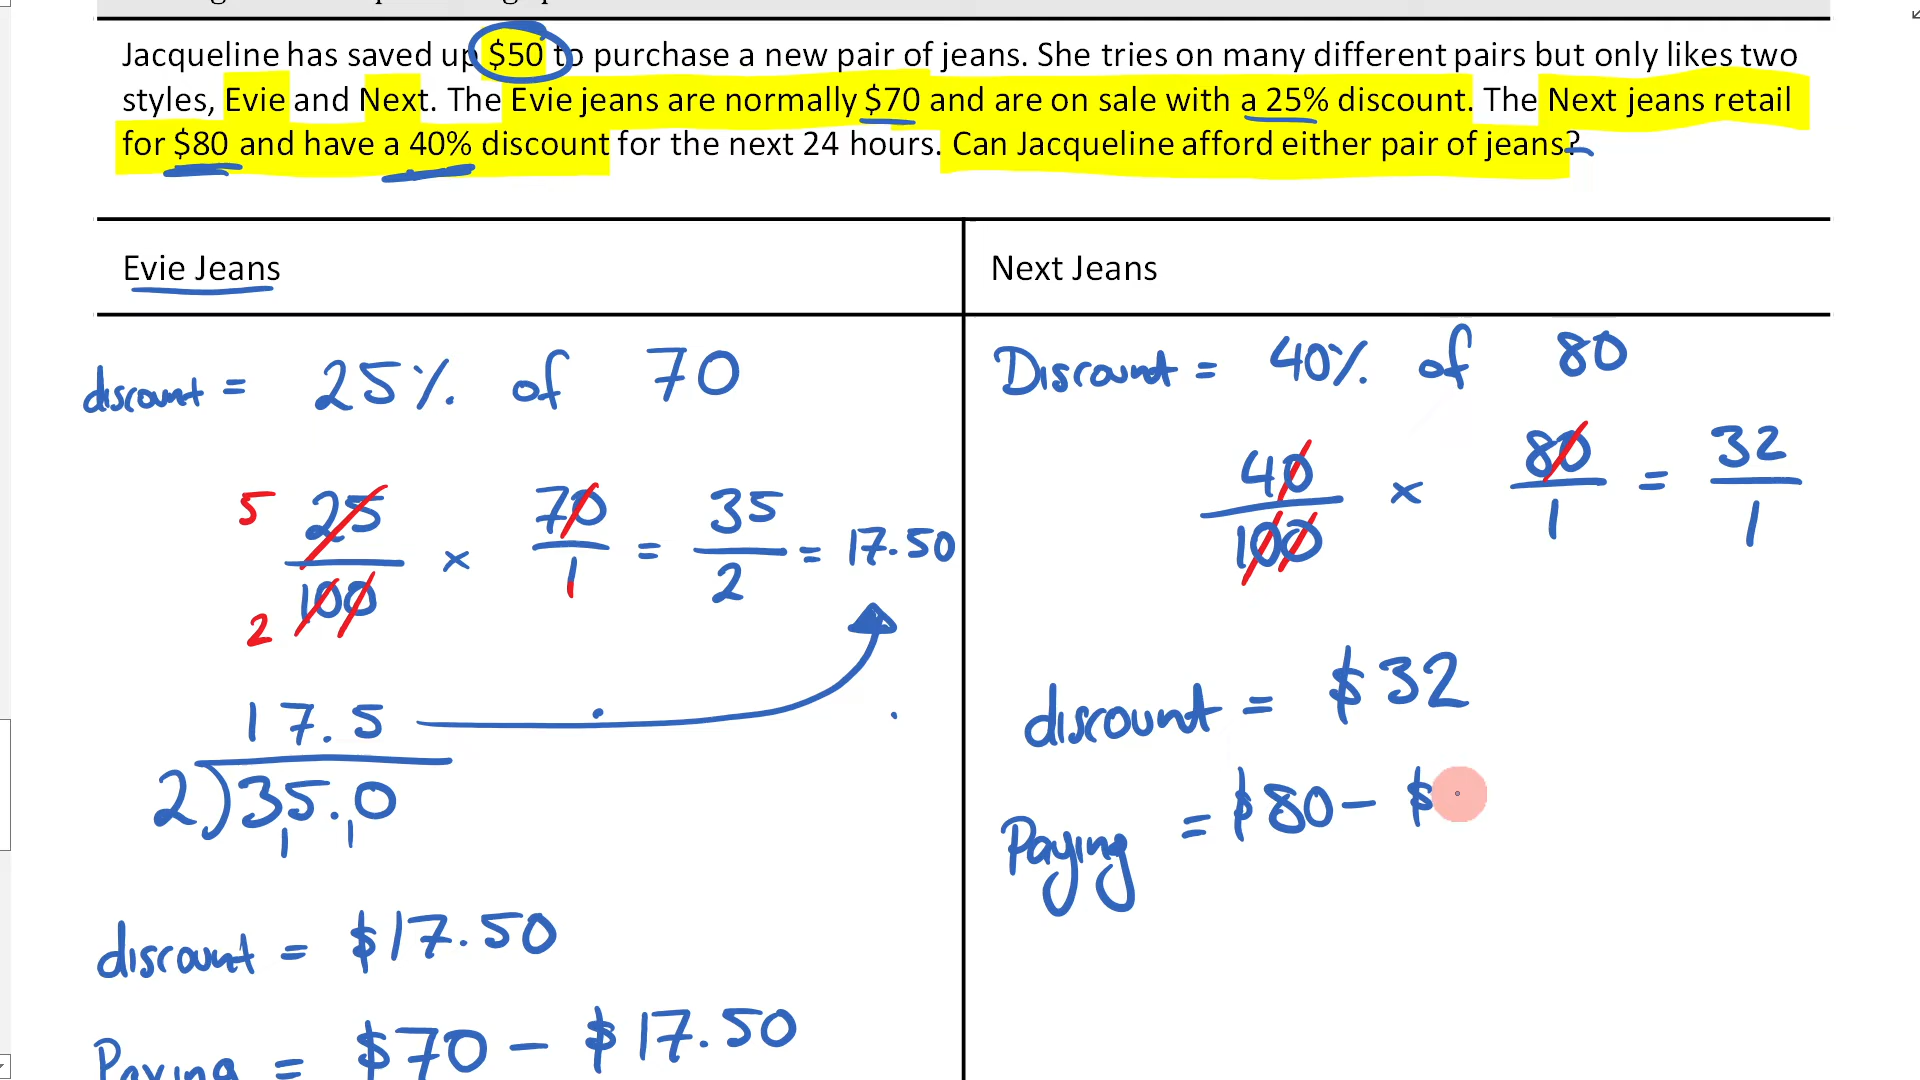 Jacqueline has saved up $50 to purchase a new pair of jeans. She tries on many different pairs but only likes two
styles, Evie and Next. The Evie jeans are normally $70 and are on sale with a 25% discount. The Next jeans retail
for $80 and have a 40% discount for the next 24 hours. Can Jacqueline afford either pair of jeans?
Evie Jeans
discount = 25% of 70
5 25/100 2 × 70/1 = 35/2 = 17.50
17.5
2)35.0
1 1
discount = $17.50
Paying = $70 - $17.50
Next Jeans
Discount = 40% of 80
40/100 × 80/1 = 32/1
discount = $32
Paying = $80 - $